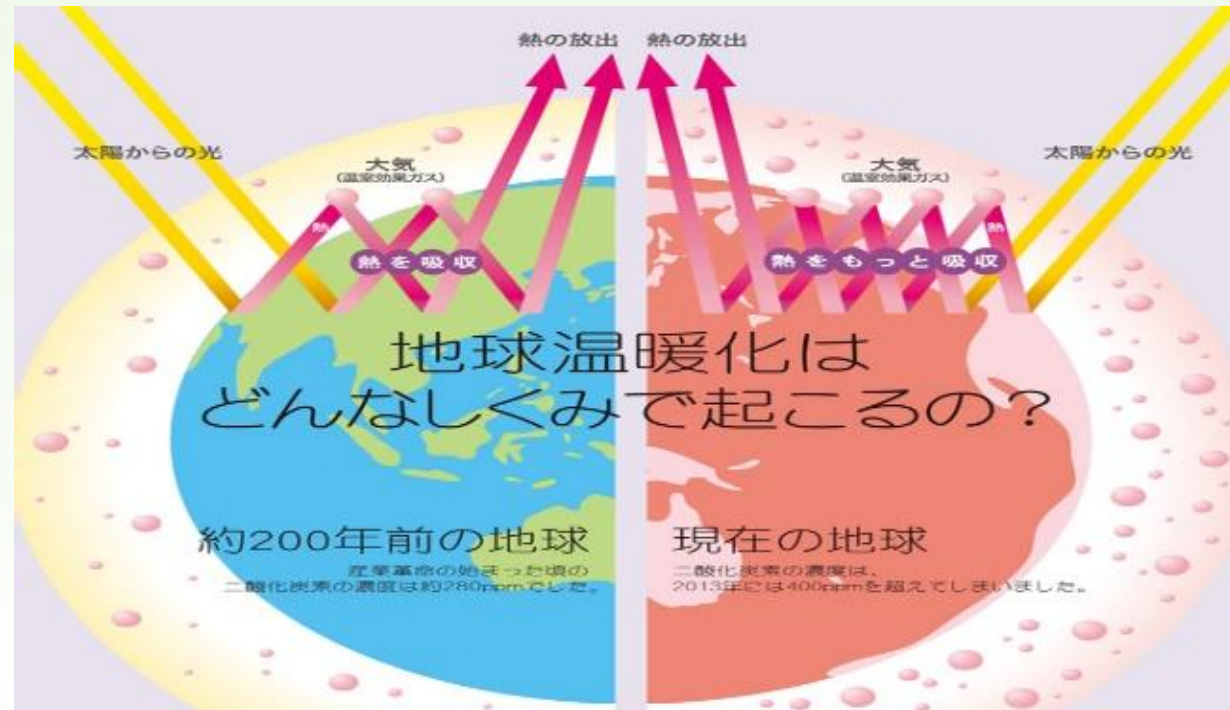 熱の放出 熱の放出
太陽からの光
大気
(温室効果ガス)
大気
(温室効果ガス)
太陽からの光
熱
熱
熱を吸収
熱をもっと吸収
地球温暖化は
どんなしくみで起こるの？
約200年前の地球
産業革命の始まった頃の
二酸化炭素の濃度は約280ppmでした。
現在の地球
二酸化炭素の濃度は、
2013年には400ppmを超えてしまいました。